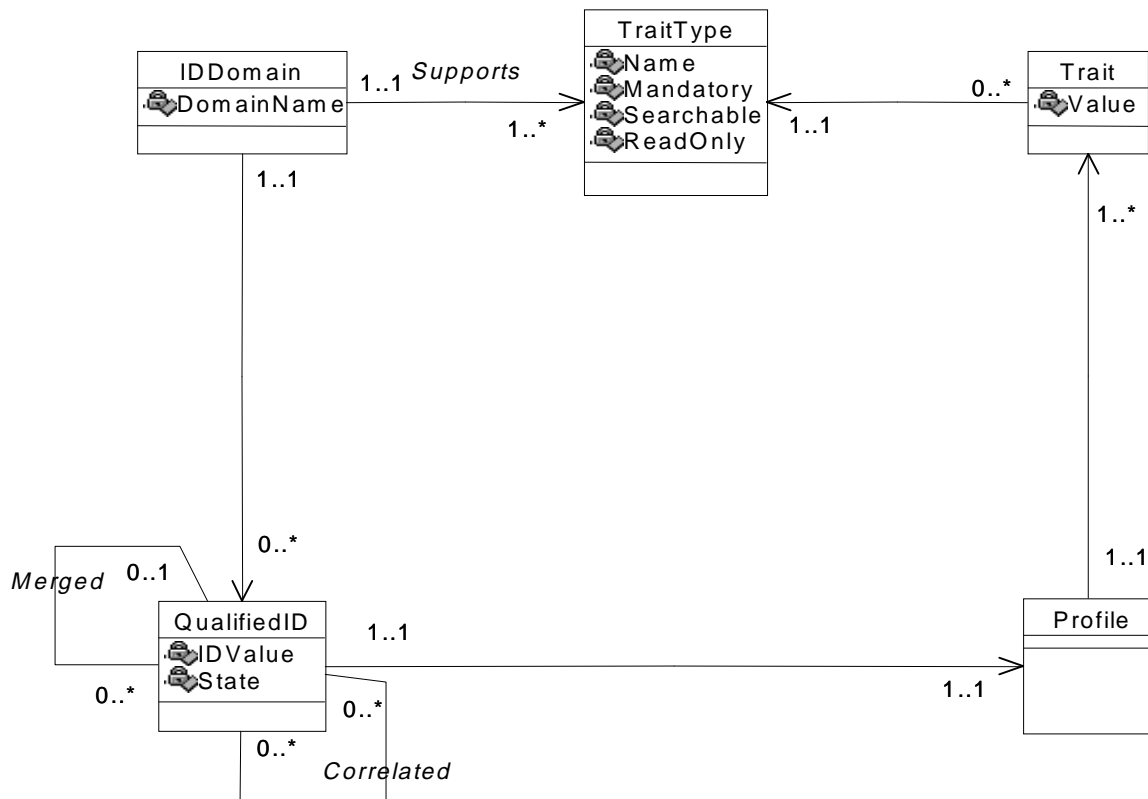 TraitType
Name
Mandatory
Searchable
ReadOnly
IDDomain
DomainName
1..1
Supports
1..*
Trait
Value
0..*
1..1
1..1
1..*
0..*
Merged
0..1
0..*
QualifiedID
IDValue
State
1..1
1..1
1..1
Profile
0..*
0..*
Correlated